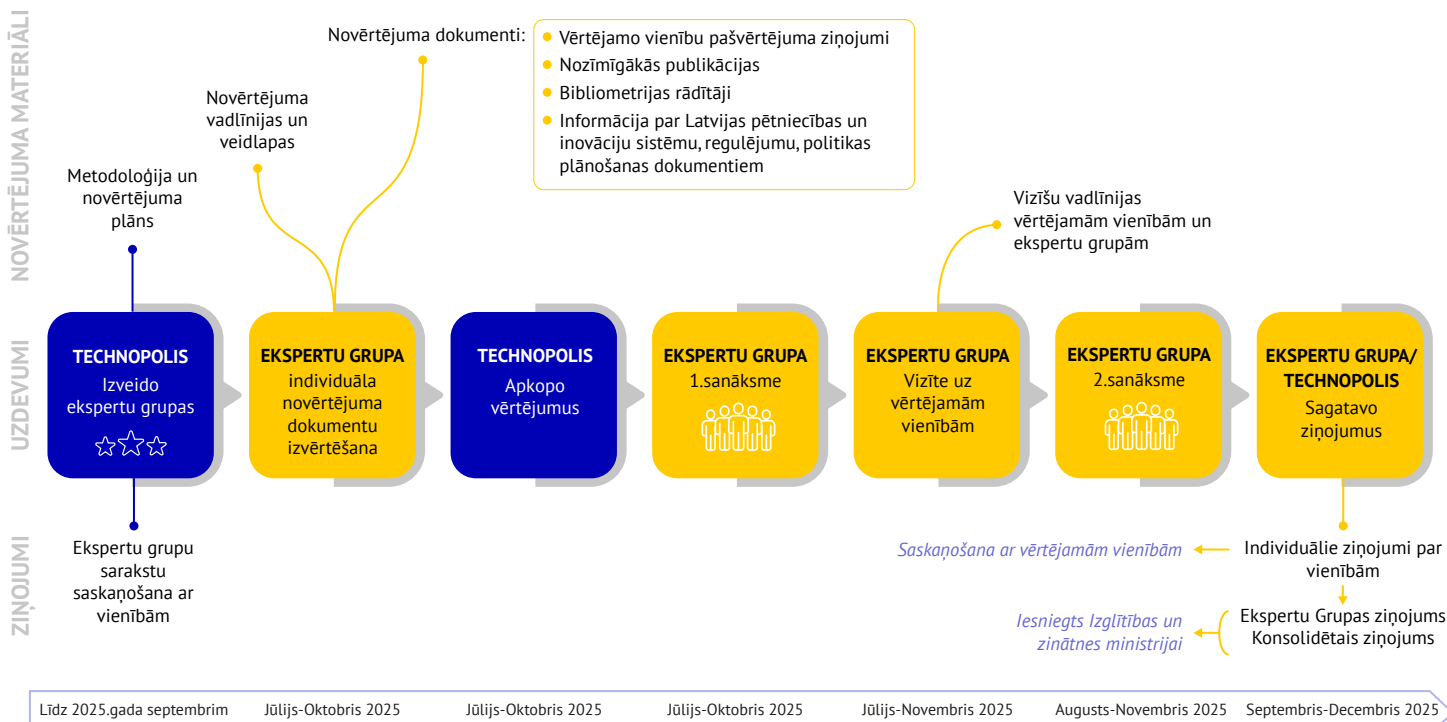 NOVĒRTĒJUMA MATERIĀLI
Novērtējuma dokumenti:
Vērtējamo vienību pašvērtējuma ziņojumi
Nozīmīgākās publikācijas
Bibliometrijas rādītāji
Informācija par Latvijas pētniecības un
inovāciju sistēmu, regulējumu, politikas
plānošanas dokumentiem
Novērtējuma
vadlīnijas un
veidlapas
Metodoloģija un
novērtējuma
plāns
Vizīšu vadlīnijas
vērtējamām vienībām un
ekspertu grupām
UZDEVUMI
TECHNOPOLIS
Izveido
ekspertu grupas
EKSPERTU GRUPA
individuāla
novērtējuma
dokumentu
izvērtēšana
TECHNOPOLIS
Apkopo
vērtējumus
EKSPERTU GRUPA
1.sanāksme
EKSPERTU GRUPA
Vizīte uz
vērtējamām
vienībām
EKSPERTU GRUPA
2.sanāksme
EKSPERTU GRUPA/
TECHNOPOLIS
Sagatavo
ziņojumus
ZIŅOJUMI
Ekspertu grupu
sarakstu
saskaņošana ar
vienībām
Saskaņošana ar vērtējamām vienībām
Individuālie ziņojumi par
vienībām
Iesniegts Izglītības un
zinātnes ministrijai
Ekspertu Grupas ziņojums
Konsolidētais ziņojums
Līdz 2025.gada septembrim
Jūlijs-Oktobris 2025
Jūlijs-Oktobris 2025
Jūlijs-Oktobris 2025
Jūlijs-Novembris 2025
Augusts-Novembris 2025
Septembris-Decembris 2025